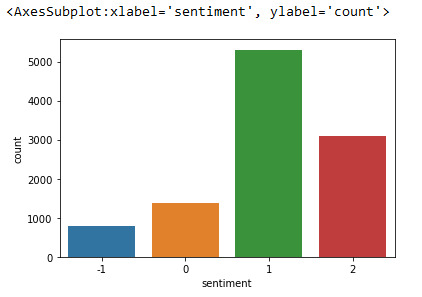 <AxesSubplot:xlabel='sentiment', ylabel='count'>
5000
4000
3000
2000
1000
0
count
-1 0 1 2
sentiment